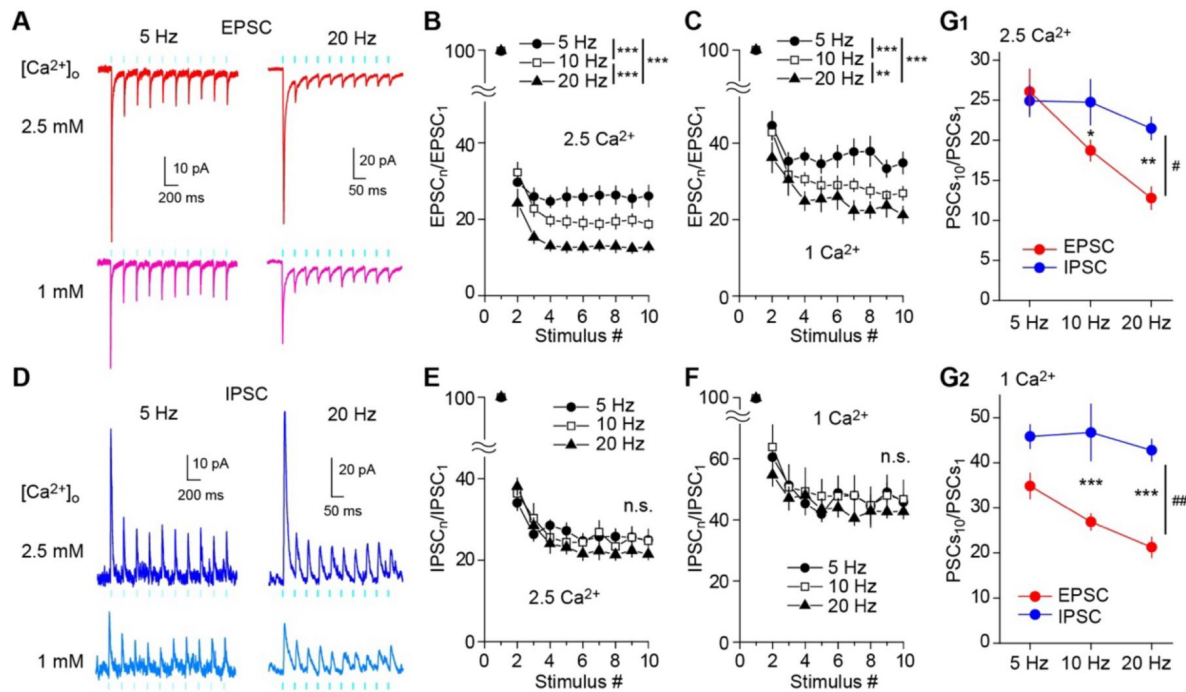 A
EPSC
5 Hz
20 Hz
[Ca²⁺]ₒ
2.5 mM
10 pA
200 ms
20 pA
50 ms
1 mM
B
100
5 Hz
10 Hz
20 Hz
***
***
***
2.5 Ca²⁺
EPSCₙ/EPSC₁
40
20
0
0 2 4 6 8 10
Stimulus #
C
100
5 Hz
10 Hz
20 Hz
***
**
***
EPSCₙ/EPSC₁
40
20
0
1 Ca²⁺
0 2 4 6 8 10
Stimulus #
G1
2.5 Ca²⁺
PSCs₁₀/PSCs₁
30
25
20
15
10
5
0
*
**
#
EPSC
IPSC
5 Hz 10 Hz 20 Hz
D
IPSC
5 Hz
20 Hz
[Ca²⁺]ₒ
10 pA
200 ms
20 pA
50 ms
2.5 mM
1 mM
E
100
5 Hz
10 Hz
20 Hz
IPSCₙ/IPSC₁
40
20
0
n.s.
2.5 Ca²⁺
0 2 4 6 8 10
Stimulus #
F
100
1 Ca²⁺
IPSCₙ/IPSC₁
60
40
20
0
n.s.
5 Hz
10 Hz
20 Hz
0 2 4 6 8 10
Stimulus #
G2
1 Ca²⁺
PSCs₁₀/PSCs₁
50
40
30
20
10
0
***
***
##
EPSC
IPSC
5 Hz 10 Hz 20 Hz